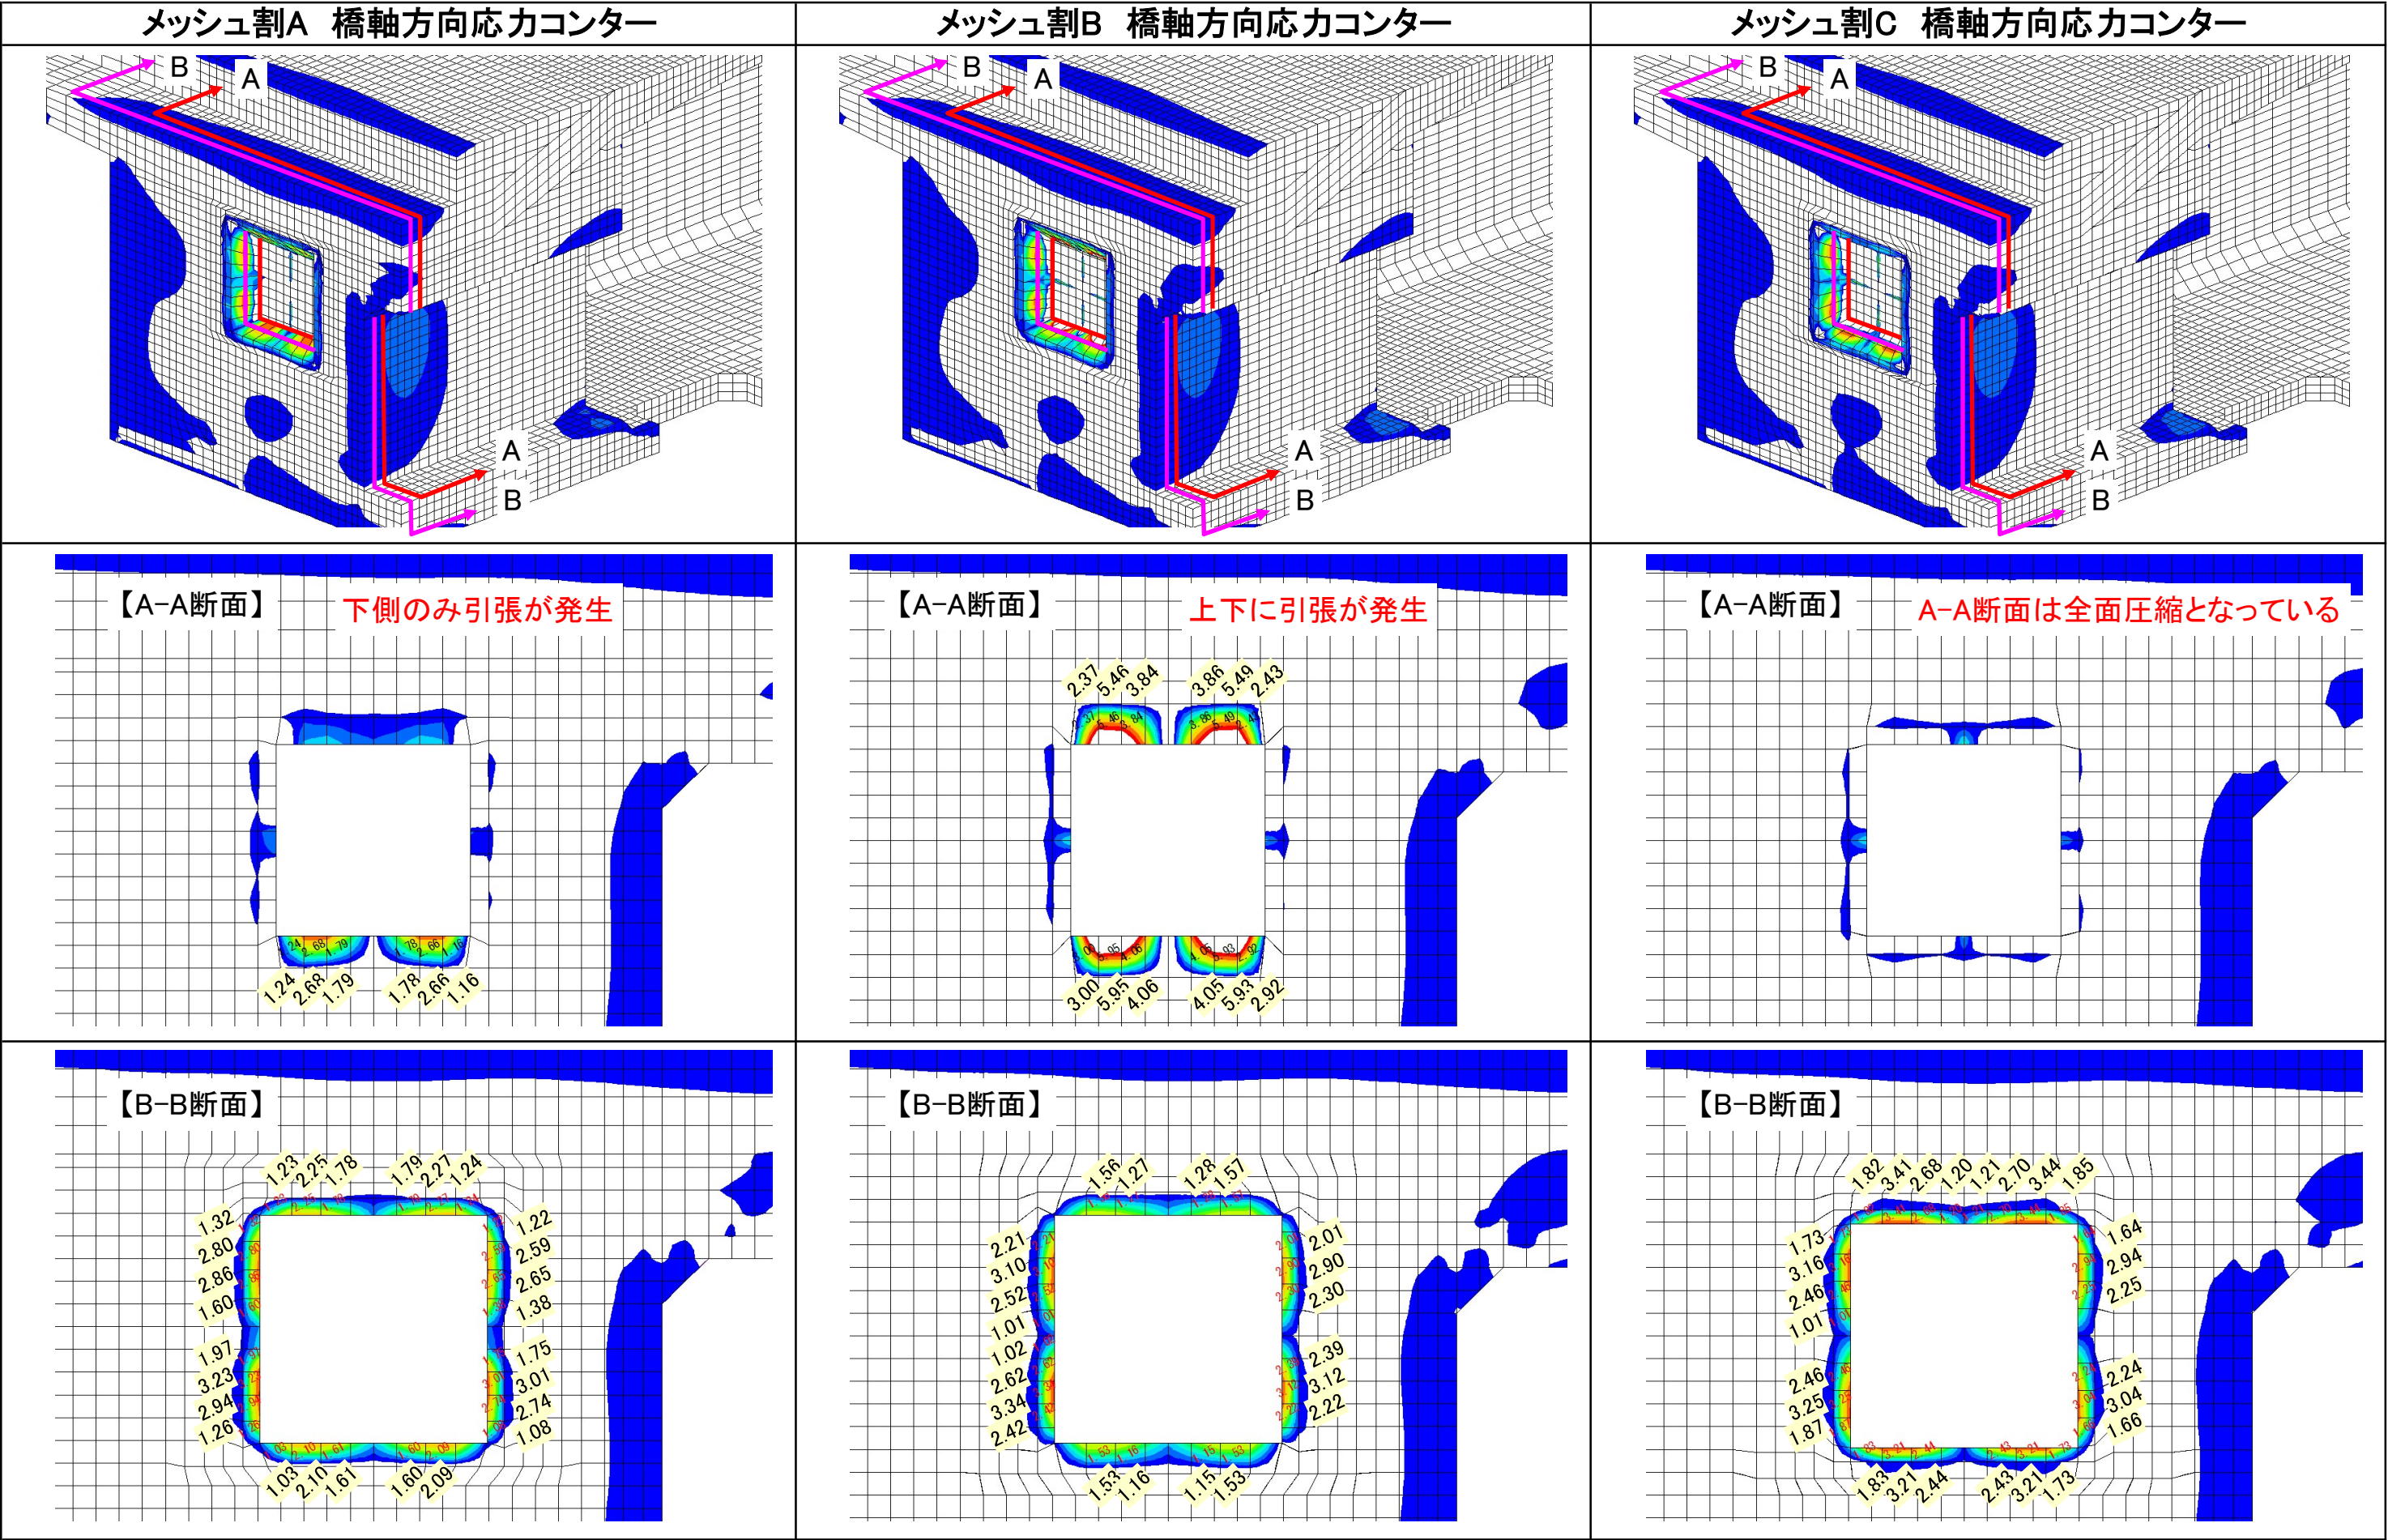 メッシュ割A 橋軸方向応力コンター
メッシュ割B 橋軸方向応力コンター
メッシュ割C 橋軸方向応力コンター
B
A
A
B
B
A
A
B
B
A
A
B
【A-A断面】
下側のみ引張が発生
1.24 2.68 1.79 1.78 2.66 1.16
【A-A断面】
上下に引張が発生
2.37 5.46 3.84 3.86 5.49 2.43
3.00 5.95 4.06 4.05 5.93 2.92
【A-A断面】
A-A断面は全面圧縮となっている
【B-B断面】
1.23 2.25 1.78 1.79 2.27 1.24
1.32
2.80
2.86
1.60
1.97
3.23
2.94
1.26
1.22
2.59
2.65
1.38
1.75
3.01
2.74
1.08
1.03 2.10 1.61 1.60 2.09
【B-B断面】
1.56 1.27 1.28 1.57
2.21
3.10
2.52
1.01
1.02
2.62
3.34
2.42
2.01
2.90
2.30
2.39
3.12
2.22
1.53 1.16 1.15 1.53
【B-B断面】
1.82 3.41 2.68 1.20 1.21 2.70 3.44 1.85
1.73
3.16
2.46
1.01
2.46
3.25
1.87
1.64
2.94
2.25
2.24
3.04
1.66
1.83 3.21 2.44 2.43 3.21 1.73